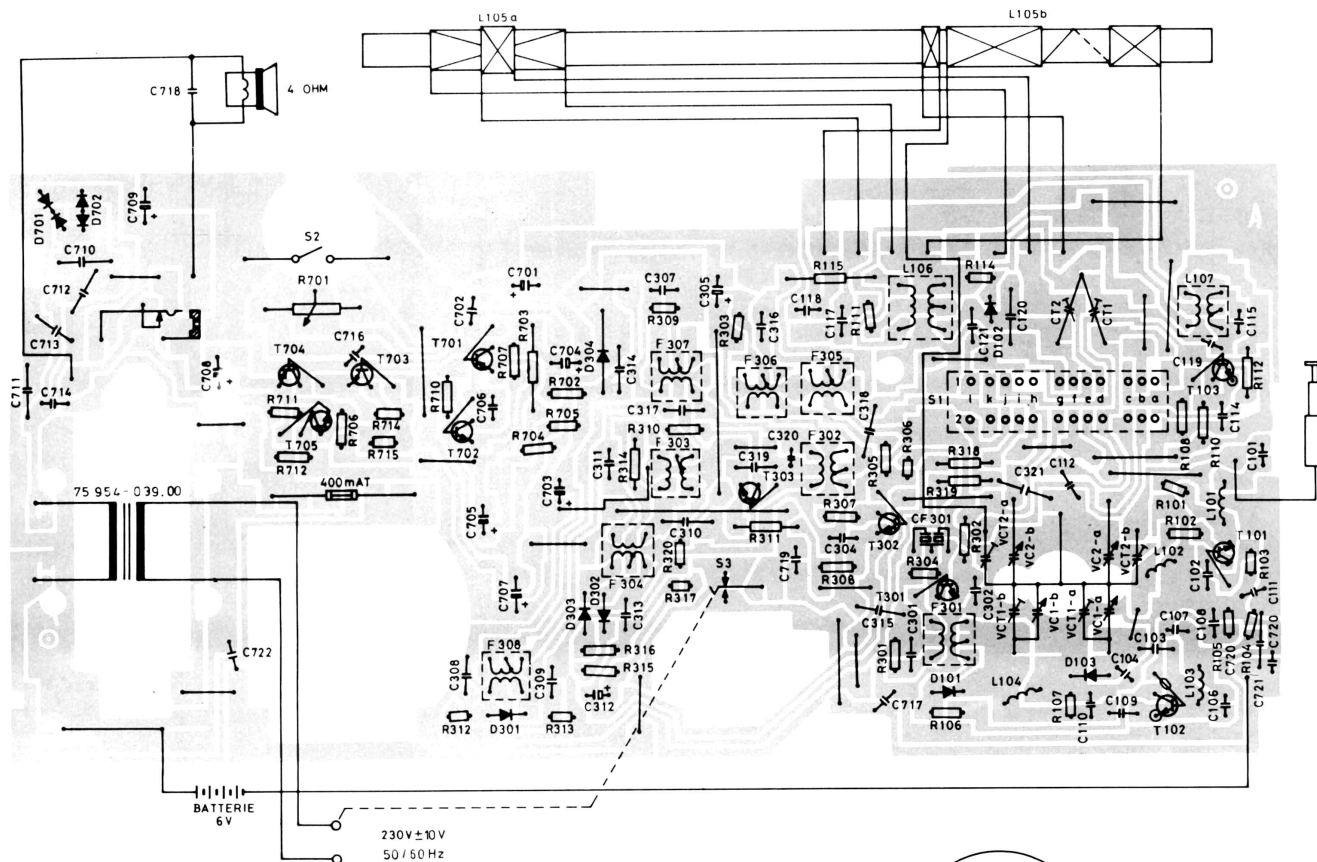 L105a
L105b
C718
4 OHM
D701
D702
C709
C710
S2
R701
C712
C713
C711
C714
C708
T704
C716
T703
R711
R706
T705
R714
R712
R715
400mAT
75 954-039.00
C702
C701
T701
R707
R703
R710
C706
T702
C704
R702
R705
R704
D304
C314
C703
C705
C707
C307
R309
F307
C317
R310
F303
C311
R314
C305
R303
C316
F306
C319
T303
C320
C310
R311
R320
F304
R317
S3
D303
D302
C313
R316
R315
C312
F308
C308
C309
R312
D301
R313
C722
R115
C118
C117
R111
F305
C318
F302
R305
R306
R307
C304
R308
C719
T302
CF301
R302
R304
T301
C315
C301
F301
C302
R301
C717
D101
R106
L106
R114
C121
D102
C120
CT2
CT1
L107
C115
C119
T103
R112
S1
1
l k j i h g f e d c b a
2
R318
R319
C321
C112
R108
R110
C114
C101
R101
R102
L101
T101
R103
C111
C102
L102
VCT2-a
VC2-b
VC2-a
VCT2-b
VCT1-b
VC1-b
VCT1-a
VC1-a
C107
C103
C108
R105
C720
R104
C721
C720
C104
D103
L104
R107
C110
C109
L103
C106
T102
A
BATTERIE
6V
230V±10V
50/60 Hz